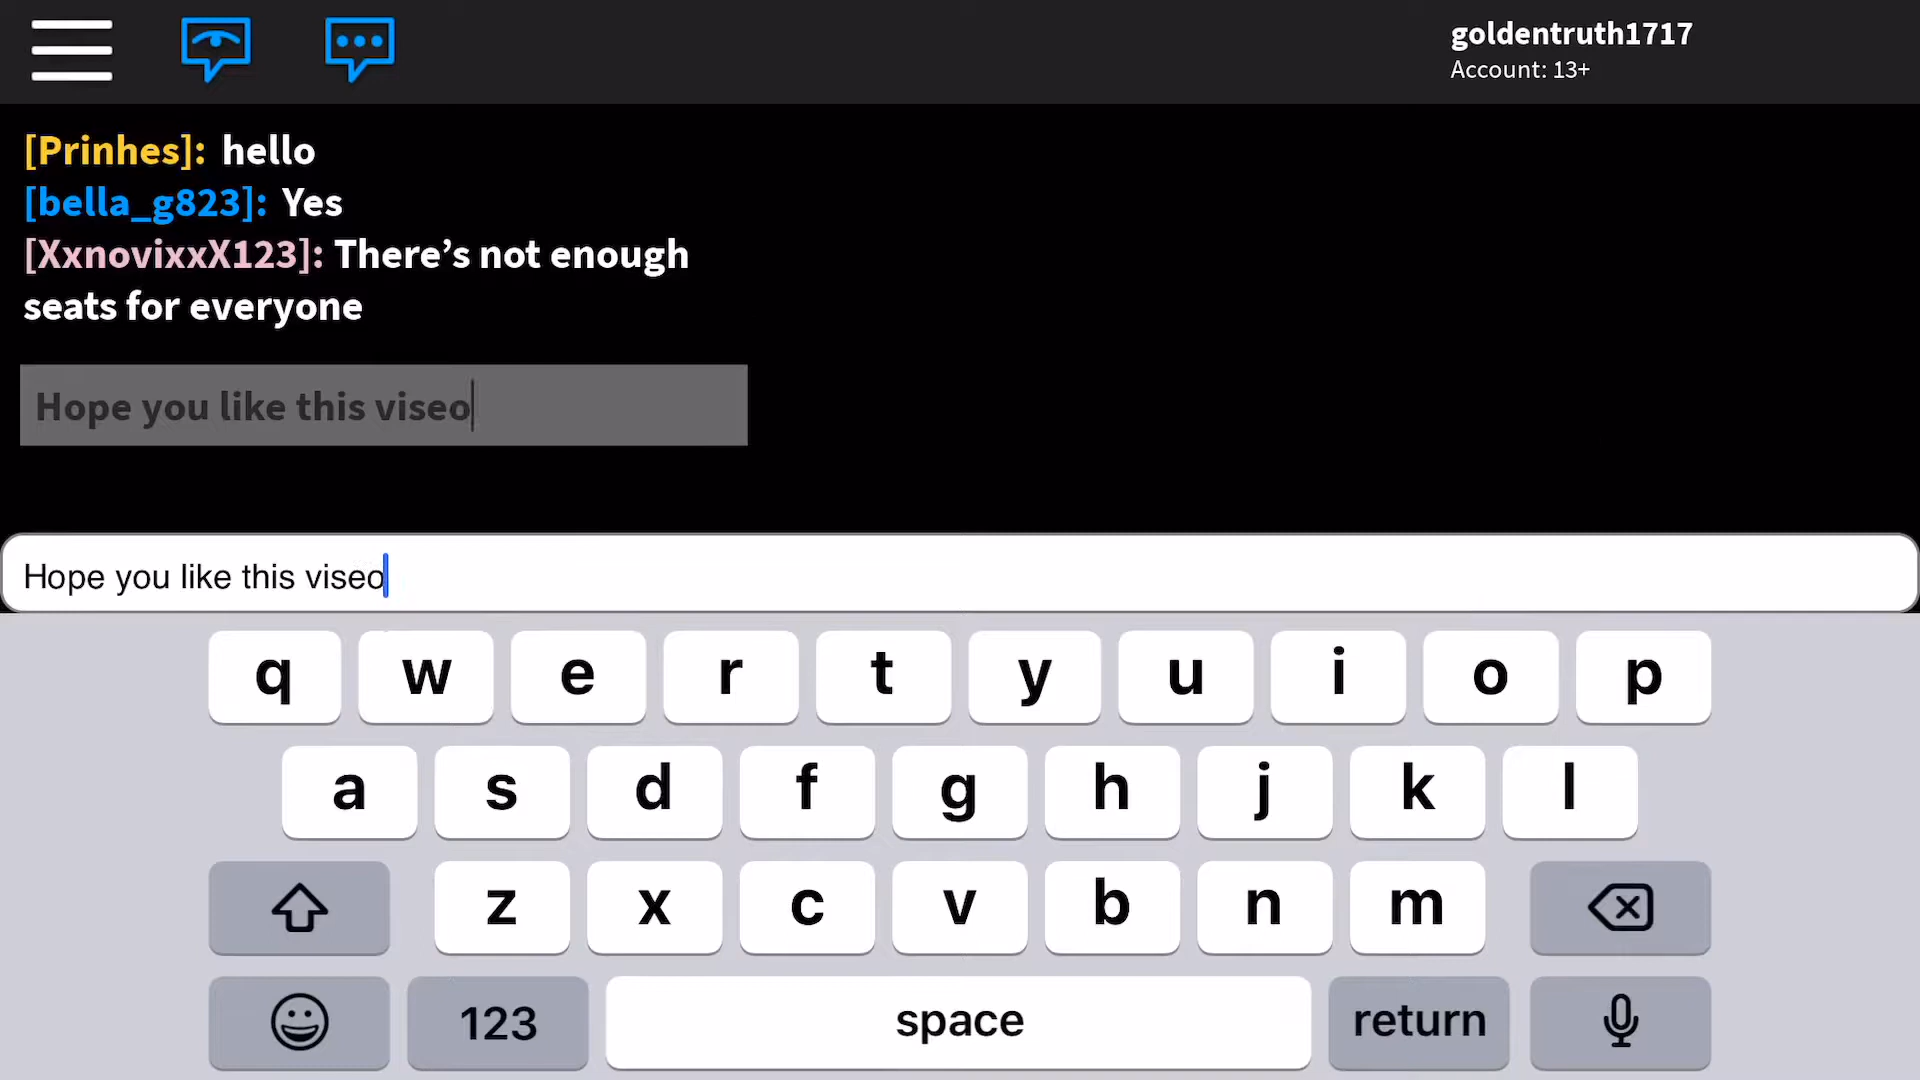 goldentruth1717
Account: 13+
[Prinhes]: hello
[bella_g823]: Yes
[XxnovixxX123]: There’s not enough
seats for everyone
Hope you like this viseo
Hope you like this viseo
q w e r t y u i o p
a s d f g h j k l
z x c v b n m
123 space return